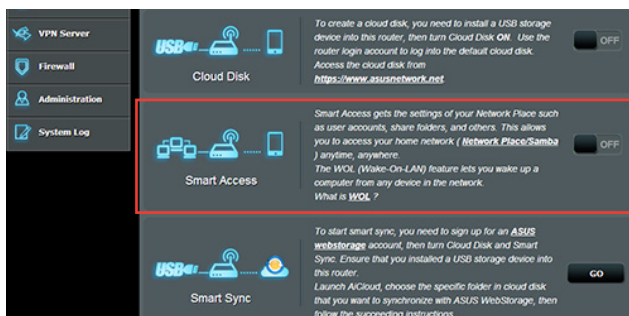 VPN Server
Firewall
Administration
System Log
USB
Cloud Disk
To create a cloud disk, you need to install a USB storage
device into this router, then turn Cloud Disk ON. Use the
router login account to log into the default cloud disk.
Access the cloud disk from
https://www.asusnetwork.net.
OFF
Smart Access
Smart Access gets the settings of your Network Place such
as user accounts, share folders, and others. This allows
you to access your home network ( Network Place/Samba
) anytime, anywhere.
The WOL (Wake-On-LAN) feature lets you wake up a
computer from any device in the network.
What is WOL ?
OFF
USB
Smart Sync
To start smart sync, you need to sign up for an ASUS
webstorage account, then turn Cloud Disk and Smart
Sync. Ensure that you installed a USB storage device into
this router.
Launch AiCloud, choose the specific folder in cloud disk
that you want to synchronize with ASUS WebStorage, then
follow the succeeding instructions.
GO